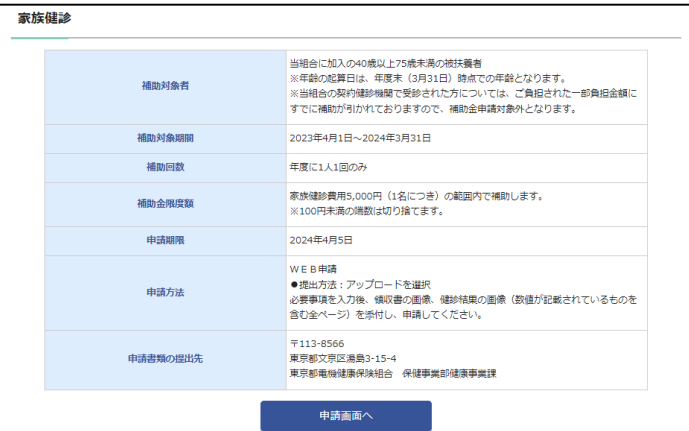 家族健診
補助対象者
当組合に加入の40歳以上75歳未満の被扶養者
※年齢の起算日は、年度末（3月31日）時点での年齢となります。
※当組合の契約健診機関で受診された方については、ご負担された一部負担金額に
すでに補助が引かれておりますので、補助金申請対象外となります。
補助対象期間
2023年4月1日～2024年3月31日
補助回数
年度に1人1回のみ
補助金限度額
家族健診費用5,000円（1名につき）の範囲内で補助します。
※100円未満の端数は切り捨てます。
申請期限
2024年4月5日
申請方法
ＷＥＢ申請
●提出方法：アップロードを選択
必要事項を入力後、領収書の画像、健診結果の画像（数値が記載されているものを
含む全ページ）を添付し、申請してください。
申請書類の提出先
〒113-8566
東京都文京区湯島3-15-4
東京都電機健康保険組合　保健事業部健康事業課
申請画面へ